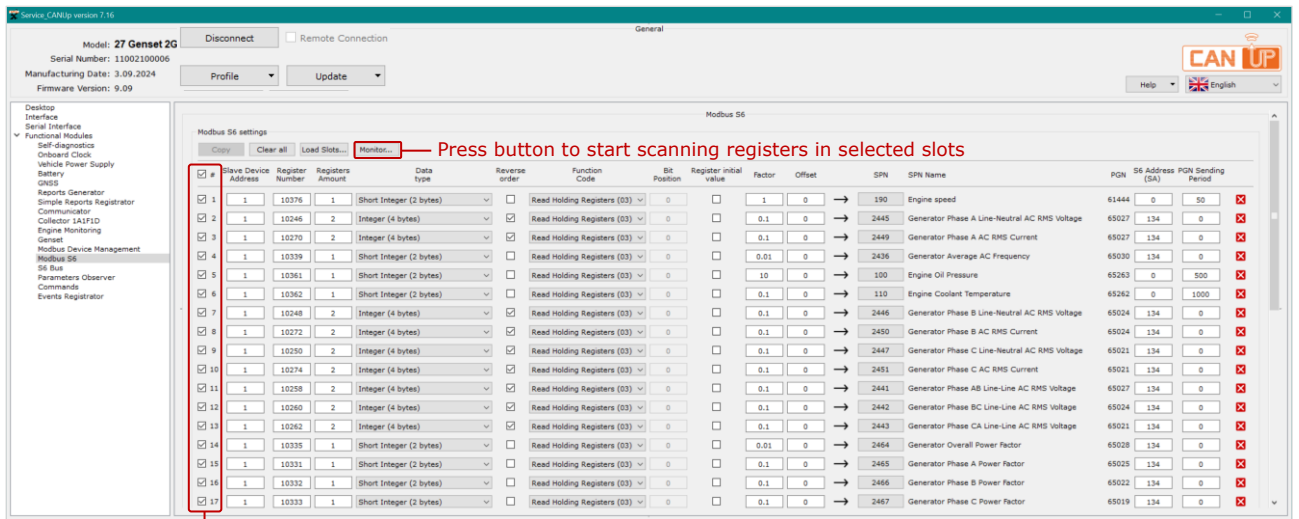 Service_CANUp version 7.16
General
Model: 27 Genset 2G
Serial Number: 11002100006
Manufacturing Date: 3.09.2024
Firmware Version: 9.09
Disconnect Remote Connection
Profile Update
CAN UP
Help English
Desktop
Interface
Serial Interface
Functional Modules
Self-diagnostics
Onboard Clock
Vehicle Power Supply
Battery
GNSS
Reports Generator
Simple Reports Registrator
Communicator
Collector 1A1F1D
Engine Monitoring
Genset
Modbus Device Management
Modbus S6
S6 Bus
Parameters Observer
Commands
Events Registrator
Modbus S6
Modbus S6 settings
Copy Clear all Load Slots... Monitor... Press button to start scanning registers in selected slots
# Slave Device Address Register Number Registers Amount Data type Reverse order Function Code Bit Position Register initial value Factor Offset SPN SPN Name PGN S6 Address (SA) PGN Sending Period
1 1 10376 1 Short Integer (2 bytes) Read Holding Registers (03) 0 1 0 → 190 Engine speed 61444 0 50
2 1 10246 2 Integer (4 bytes) Read Holding Registers (03) 0 0.1 0 → 2445 Generator Phase A Line-Neutral AC RMS Voltage 65027 134 0
3 1 10270 2 Integer (4 bytes) Read Holding Registers (03) 0 0.1 0 → 2449 Generator Phase A AC RMS Current 65027 134 0
4 1 10339 1 Short Integer (2 bytes) Read Holding Registers (03) 0 0.01 0 → 2436 Generator Average AC Frequency 65030 134 0
5 1 10361 1 Short Integer (2 bytes) Read Holding Registers (03) 0 10 0 → 100 Engine Oil Pressure 65263 0 500
6 1 10362 1 Short Integer (2 bytes) Read Holding Registers (03) 0 0.1 0 → 110 Engine Coolant Temperature 65262 0 1000
7 1 10248 2 Integer (4 bytes) Read Holding Registers (03) 0 0.1 0 → 2446 Generator Phase B Line-Neutral AC RMS Voltage 65024 134 0
8 1 10272 2 Integer (4 bytes) Read Holding Registers (03) 0 0.1 0 → 2450 Generator Phase B AC RMS Current 65024 134 0
9 1 10250 2 Integer (4 bytes) Read Holding Registers (03) 0 0.1 0 → 2447 Generator Phase C Line-Neutral AC RMS Voltage 65021 134 0
10 1 10274 2 Integer (4 bytes) Read Holding Registers (03) 0 0.1 0 → 2451 Generator Phase C AC RMS Current 65021 134 0
11 1 10258 2 Integer (4 bytes) Read Holding Registers (03) 0 0.1 0 → 2441 Generator Phase AB Line-Line AC RMS Voltage 65027 134 0
12 1 10260 2 Integer (4 bytes) Read Holding Registers (03) 0 0.1 0 → 2442 Generator Phase BC Line-Line AC RMS Voltage 65024 134 0
13 1 10262 2 Integer (4 bytes) Read Holding Registers (03) 0 0.1 0 → 2443 Generator Phase CA Line-Line AC RMS Voltage 65021 134 0
14 1 10335 1 Short Integer (2 bytes) Read Holding Registers (03) 0 0.01 0 → 2464 Generator Overall Power Factor 65028 134 0
15 1 10331 1 Short Integer (2 bytes) Read Holding Registers (03) 0 0.1 0 → 2465 Generator Phase A Power Factor 65025 134 0
16 1 10332 1 Short Integer (2 bytes) Read Holding Registers (03) 0 0.1 0 → 2466 Generator Phase B Power Factor 65022 134 0
17 1 10333 1 Short Integer (2 bytes) Read Holding Registers (03) 0 0.1 0 → 2467 Generator Phase C Power Factor 65019 134 0